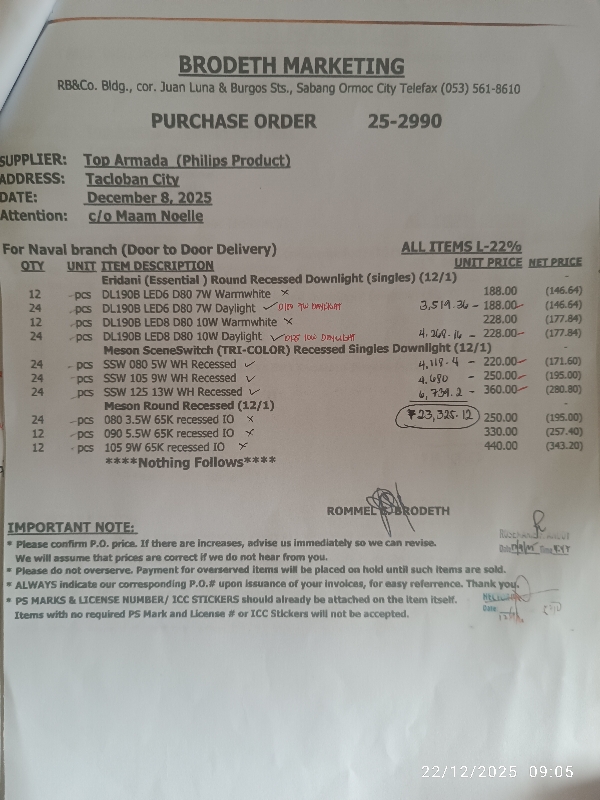 BRODETH MARKETING
RB&Co. Bldg., cor. Juan Luna & Burgos Sts., Sabang Ormoc City Telefax (053) 561-8610
PURCHASE ORDER 25-2990
SUPPLIER: Top Armada (Philips Product)
ADDRESS: Tacloban City
DATE: December 8, 2025
Attention: c/o Maam Noelle
For Naval branch (Door to Door Delivery) ALL ITEMS L-22%
QTY UNIT ITEM DESCRIPTION UNIT PRICE NET PRICE
Eridani (Essential ) Round Recessed Downlight (singles) (12/1) -
12 -pcs DL190B LED6 D80 7W Warmwhite × 188.00 (146.64)
24 -pcs DL190B LED6 D80 7W Daylight ✓ 7W DAYLIGHT 3,519.36 - 188.00 (146.64)
12 -pcs DL190B LED8 D80 10W Warmwhite × 228.00 (177.84)
24 -pcs DL190B LED8 D80 10W Daylight ✓ 10W DAYLIGHT 4,268.16 - 228.00 (177.84)
Meson SceneSwitch (TRI-COLOR) Recessed Singles Downlight (12/1) -
24 -pcs SSW 080 5W WH Recessed ✓ 4,118.4 - 220.00 (171.60)
24 -pcs SSW 105 9W WH Recessed ✓ 4,680 - 250.00 (195.00)
24 -pcs SSW 125 13W WH Recessed ✓ 6,739.2 - 360.00 (280.80)
Meson Round Recessed (12/1) ₱23,325.12 -
24 -pcs 080 3.5W 65K recessed IO × 250.00 (195.00)
12 -pcs 090 5.5W 65K recessed IO × 330.00 (257.40)
12 -pcs 105 9W 65K recessed IO × 440.00 (343.20)
****Nothing Follows**** -
ROMMEL BRODETH
IMPORTANT NOTE:
* Please confirm P.O. price. If there are increases, advise us immediately so we can revise.
We will assume that prices are correct if we do not hear from you.
* Please do not overserve. Payment for overserved items will be placed on hold until such items are sold.
* ALWAYS indicate our corresponding P.O.# upon issuance of your invoices, for easy referrence. Thank you.
* PS MARKS & LICENSE NUMBER/ ICC STICKERS should already be attached on the item itself.
Items with no required PS Mark and License # or ICC Stickers will not be accepted.
Date
Time
Date:
22/12/2025 09:05